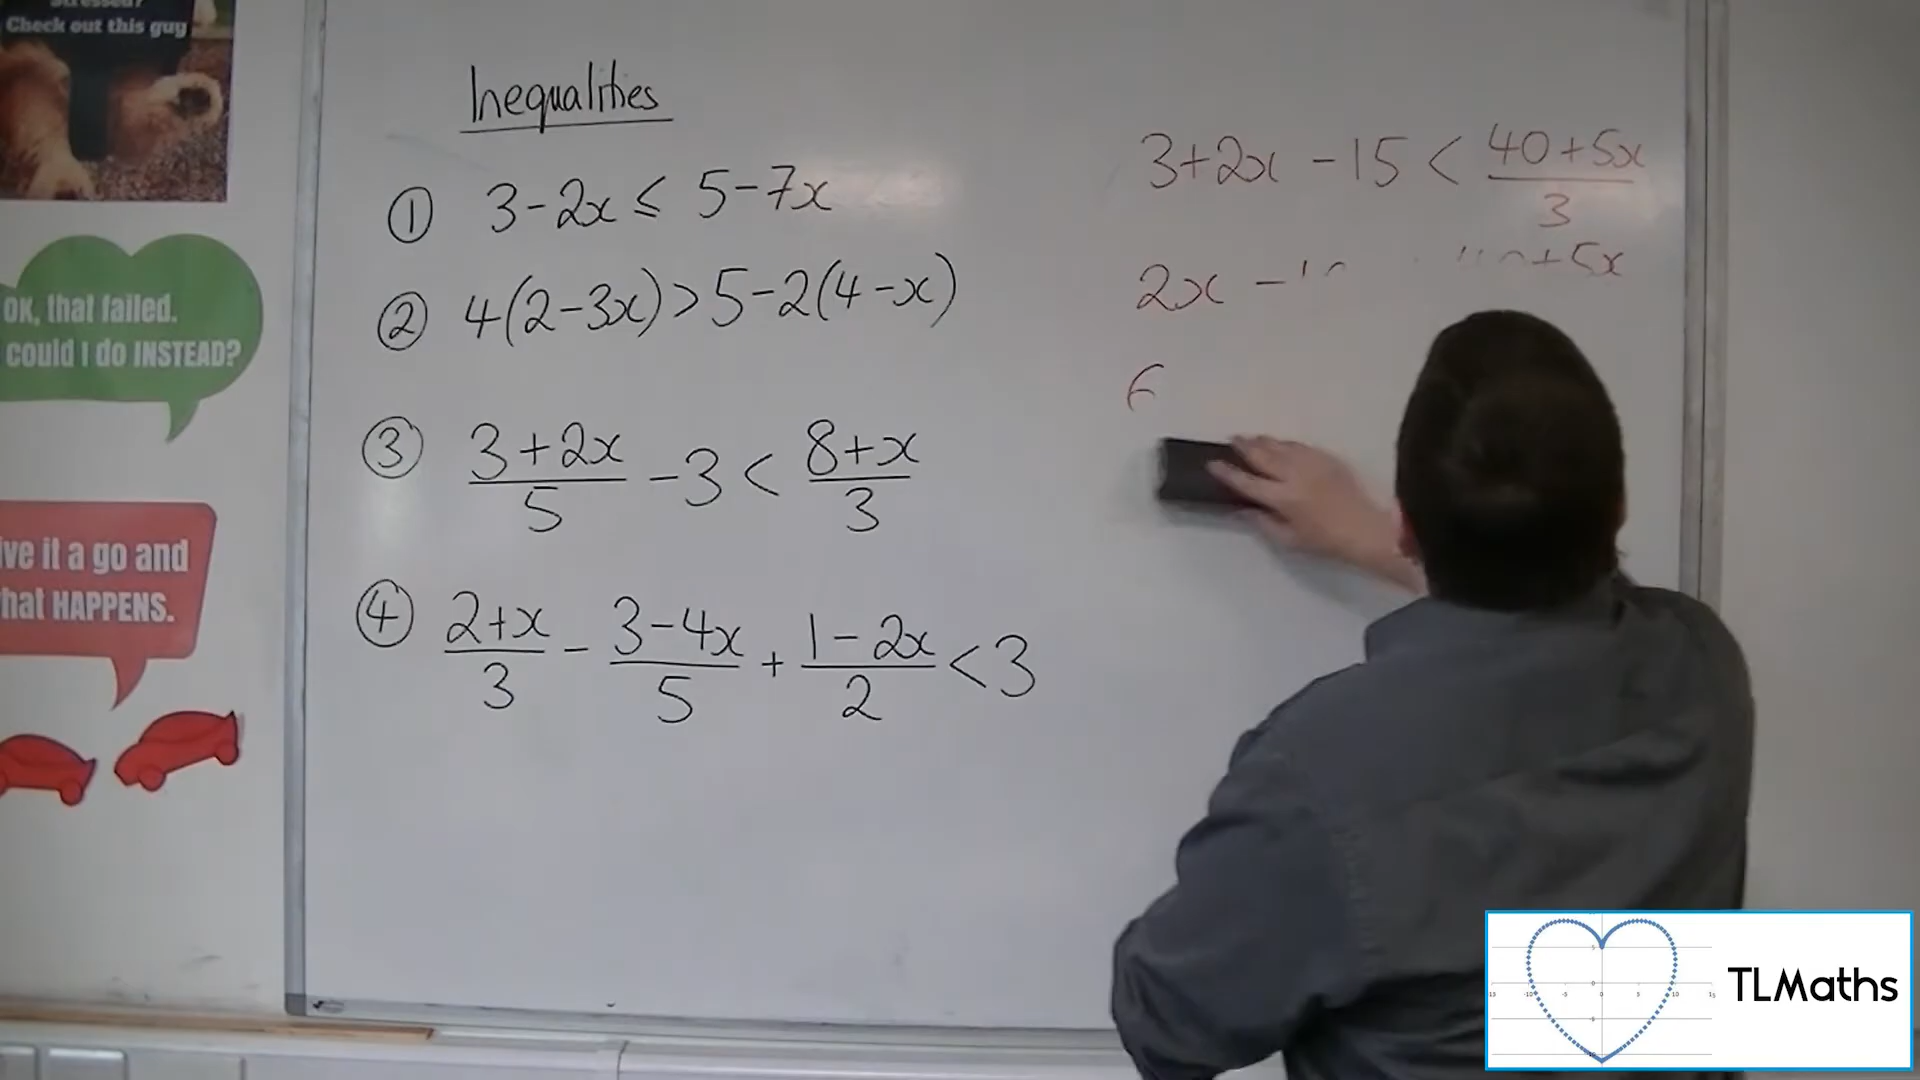 Stressed?
Check out this guy
OK, that failed.
could I do INSTEAD?
ive it a go and
hat HAPPENS.
Inequalities
① 3-2x ≤ 5-7x
② 4(2-3x) > 5-2(4-x)
③ (3+2x)/5 - 3 < (8+x)/3
④ (2+x)/3 - (3-4x)/5 + (1-2x)/2 < 3
3+2x - 15 < (40+5x)/3
2x - +5x
6
TLMaths